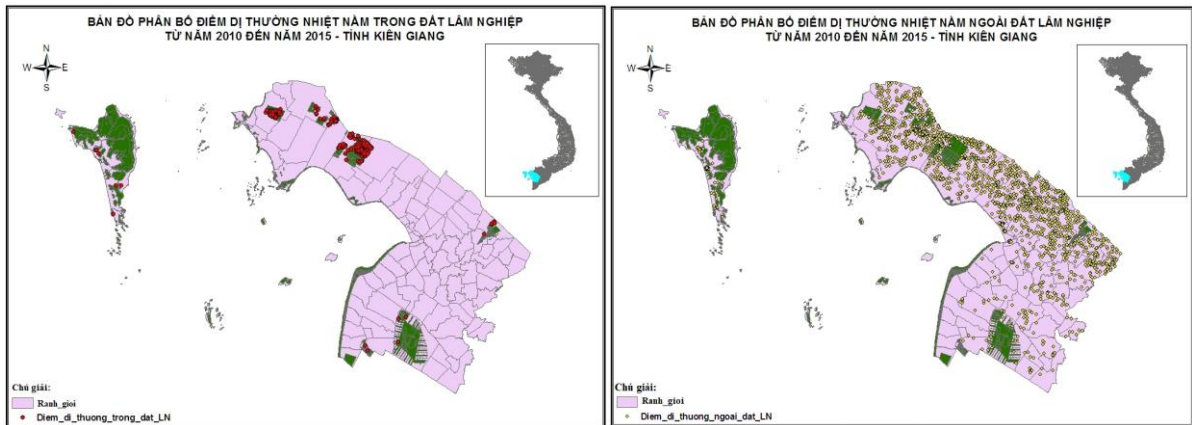 BẢN ĐỒ PHÂN BỐ ĐIỂM DỊ THƯỜNG NHIỆT NẰM TRONG ĐẤT LÂM NGHIỆP
TỪ NĂM 2010 ĐẾN NĂM 2015 - TỈNH KIÊN GIANG
N
W E
S
Chú giải:
Ranh_gioi
Diem_di_thuong_trong_dat_LN
BẢN ĐỒ PHÂN BỐ ĐIỂM DỊ THƯỜNG NHIỆT NẰM NGOÀI ĐẤT LÂM NGHIỆP
TỪ NĂM 2010 ĐẾN NĂM 2015 - TỈNH KIÊN GIANG
N
W E
S
Chú giải:
Ranh_gioi
Diem_di_thuong_ngoai_dat_LN